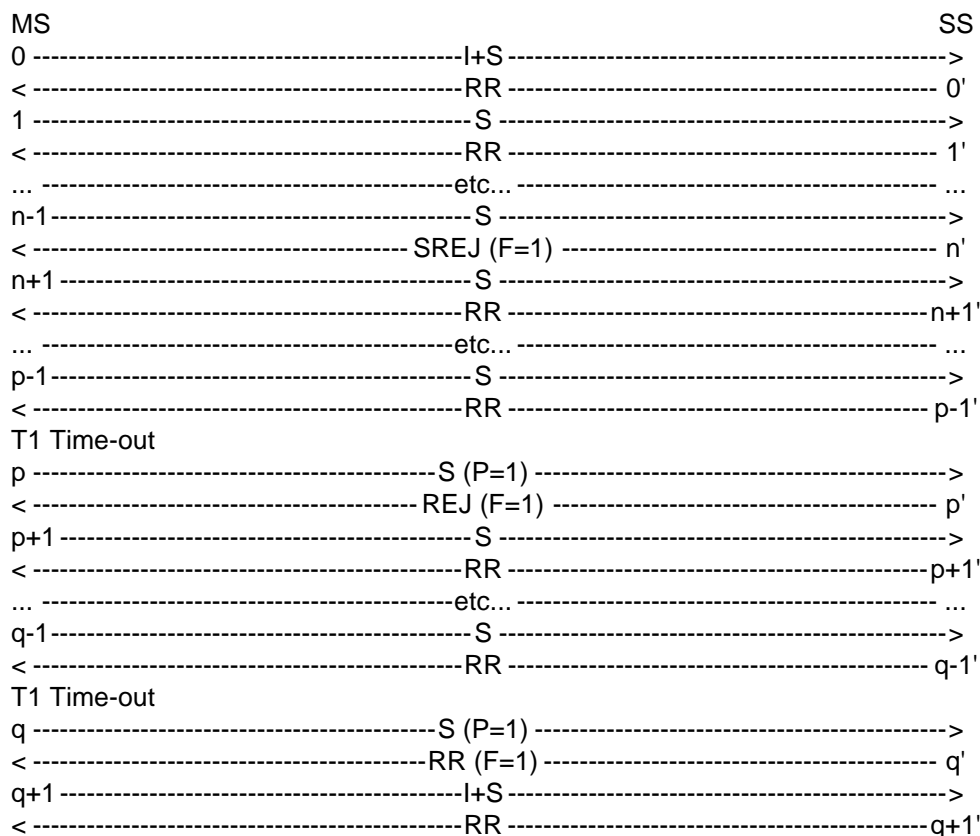 MS SS
0 ------------------------------------------------I+S -------------------------------------------------->
< ------------------------------------------------RR ------------------------------------------------ 0'
1 -------------------------------------------------- S -------------------------------------------------->
< ------------------------------------------------RR ------------------------------------------------ 1'
... -----------------------------------------------etc... ----------------------------------------------- ...
n-1----------------------------------------------- S -------------------------------------------------->
< ------------------------------------------ SREJ (F=1) ------------------------------------------ n'
n+1 ---------------------------------------------- S -------------------------------------------------->
< ------------------------------------------------RR -----------------------------------------------n+1'
... -----------------------------------------------etc... ----------------------------------------------- ...
p-1----------------------------------------------- S -------------------------------------------------->
< ------------------------------------------------RR ----------------------------------------------- p-1'
T1 Time-out
p ---------------------------------------------S (P=1) ---------------------------------------------->
< ------------------------------------------- REJ (F=1) ------------------------------------------- p'
p+1 ---------------------------------------------- S -------------------------------------------------->
< ------------------------------------------------RR -----------------------------------------------p+1'
... -----------------------------------------------etc... ----------------------------------------------- ...
q-1----------------------------------------------- S -------------------------------------------------->
< ------------------------------------------------RR ----------------------------------------------- q-1'
T1 Time-out
q ---------------------------------------------S (P=1) ---------------------------------------------->
< --------------------------------------------RR (F=1) -------------------------------------------- q'
q+1 ---------------------------------------------I+S -------------------------------------------------->
< ------------------------------------------------RR -----------------------------------------------q+1'